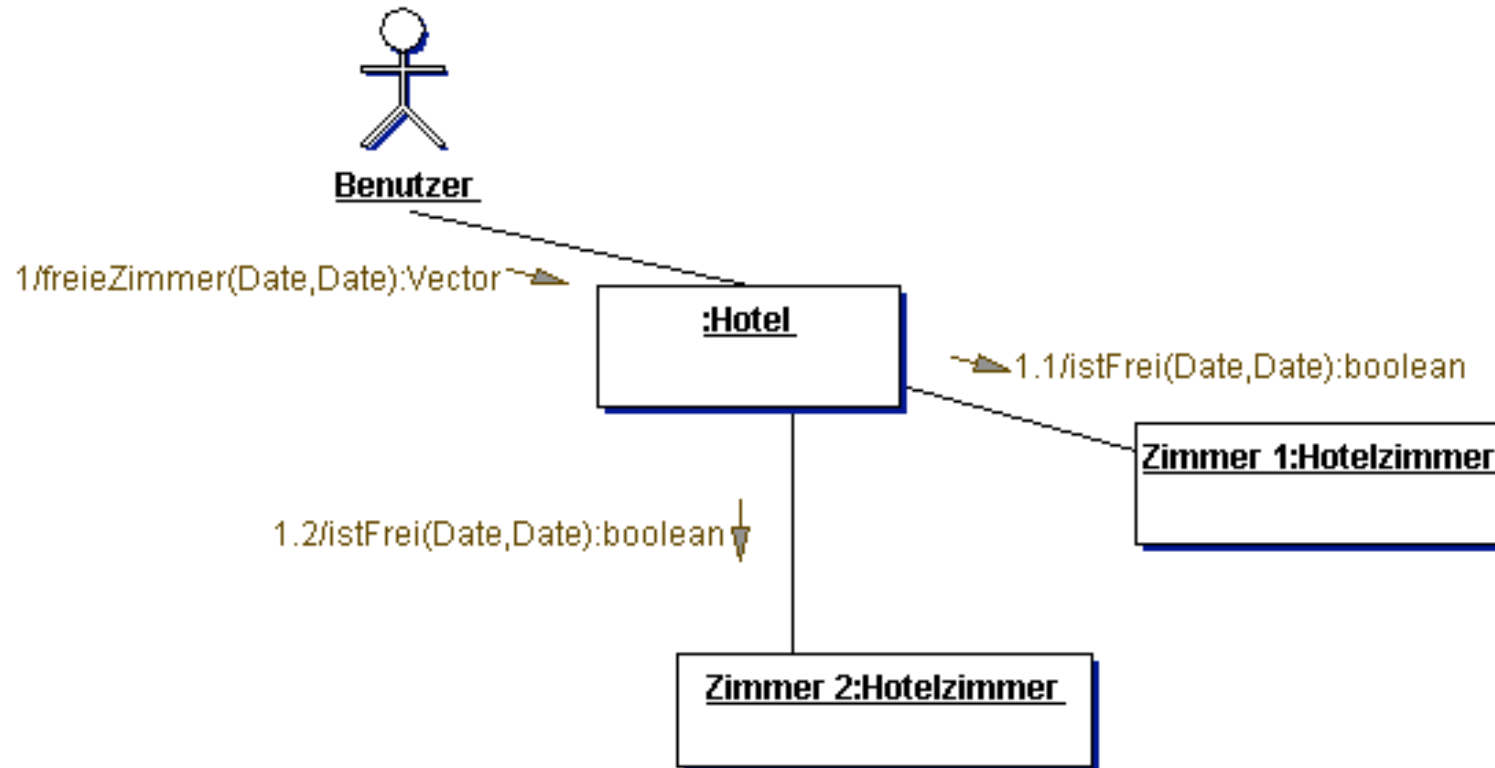 Benutzer
1/freieZimmer(Date,Date):Vector
:Hotel
1.1/istFrei(Date,Date):boolean
Zimmer 1:Hotelzimmer
1.2/istFrei(Date,Date):boolean
Zimmer 2:Hotelzimmer